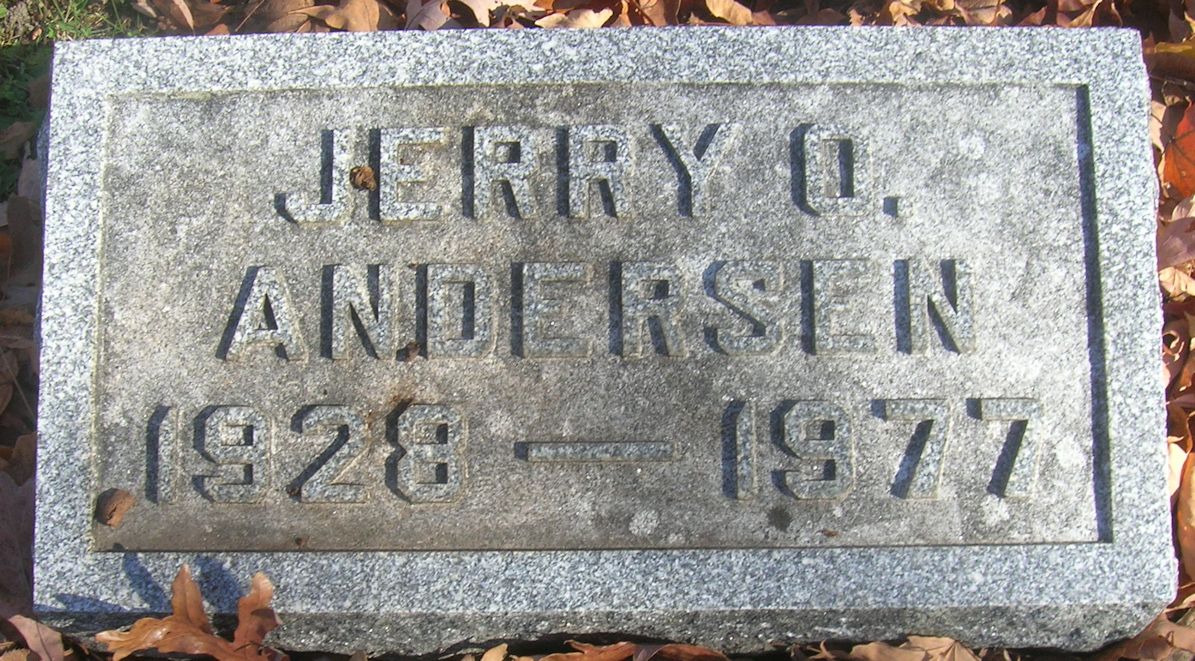 JERRY O.
ANDERSEN
1928 — 1977